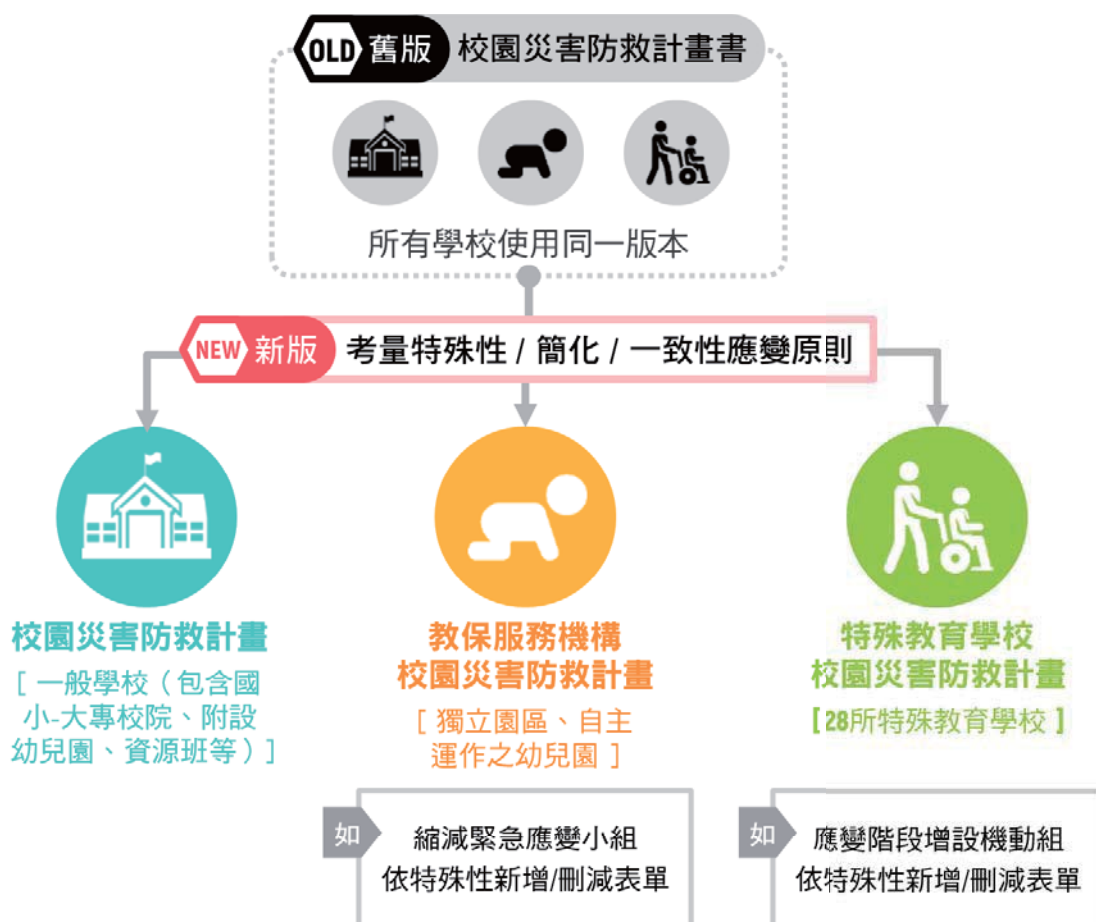 OLD 舊版 校園災害防救計畫書
所有學校使用同一版本
NEW 新版 考量特殊性 / 簡化 / 一致性應變原則
校園災害防救計畫
[ 一般學校（包含國
小-大專校院、附設
幼兒園、資源班等）]
教保服務機構
校園災害防救計畫
[ 獨立園區、自主
運作之幼兒園 ]
特殊教育學校
校園災害防救計畫
[ 28所特殊教育學校 ]
如
縮減緊急應變小組
依特殊性新增/刪減表單
如
應變階段增設機動組
依特殊性新增/刪減表單